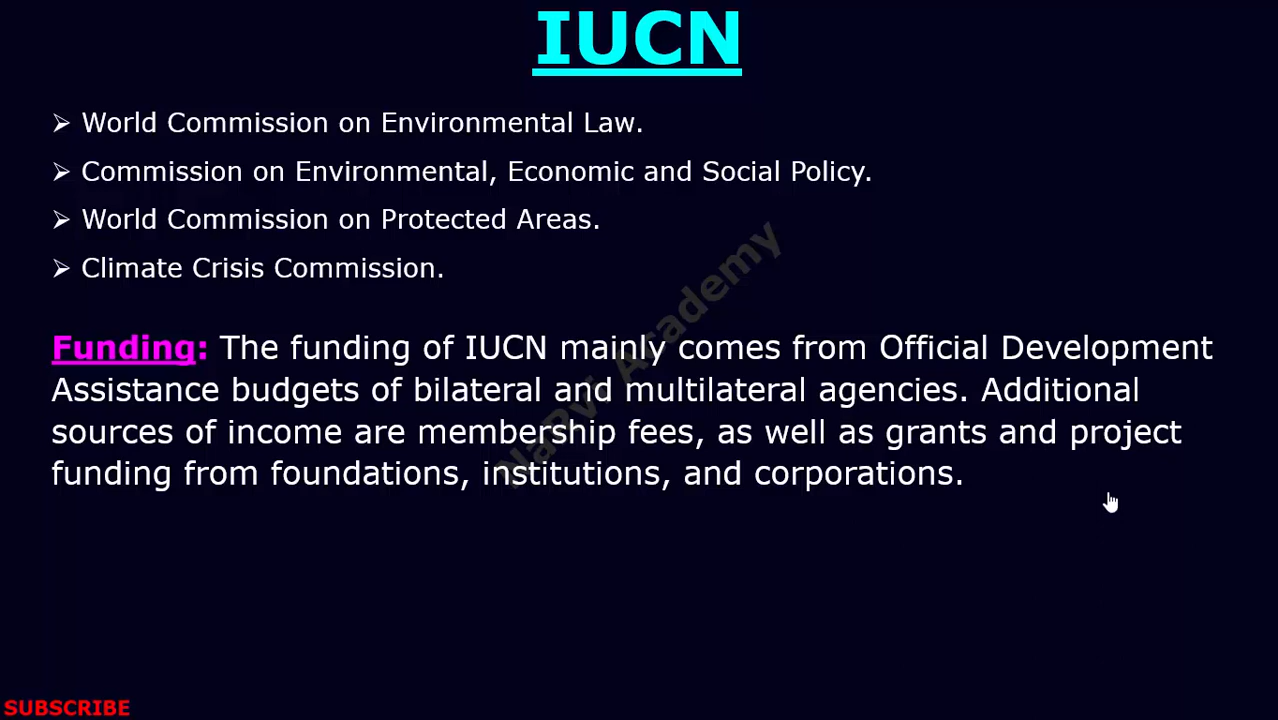 IUCN
World Commission on Environmental Law.
Commission on Environmental, Economic and Social Policy.
World Commission on Protected Areas.
Climate Crisis Commission.
Funding: The funding of IUCN mainly comes from Official Development
Assistance budgets of bilateral and multilateral agencies. Additional
sources of income are membership fees, as well as grants and project
funding from foundations, institutions, and corporations.
NaRvi Academy
SUBSCRIBE